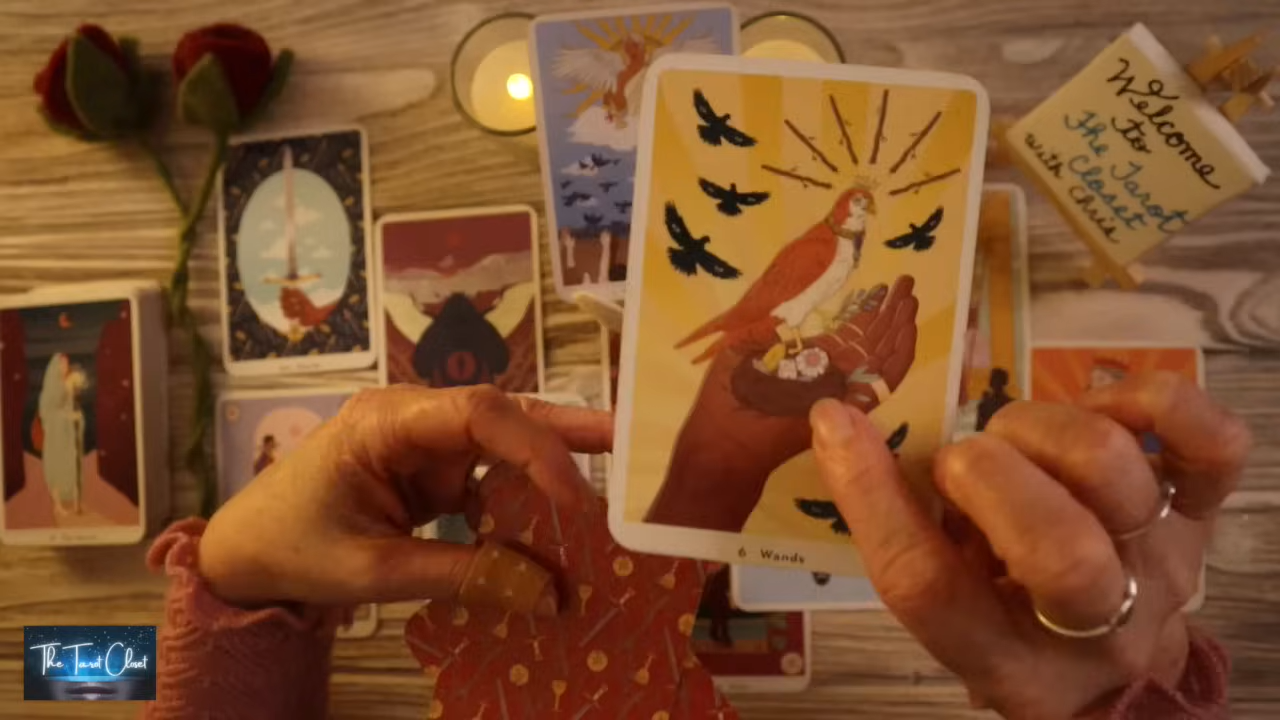 Welcome
To
The Tarot
Closet
with Chris
6 Wands
The Tarot Closet